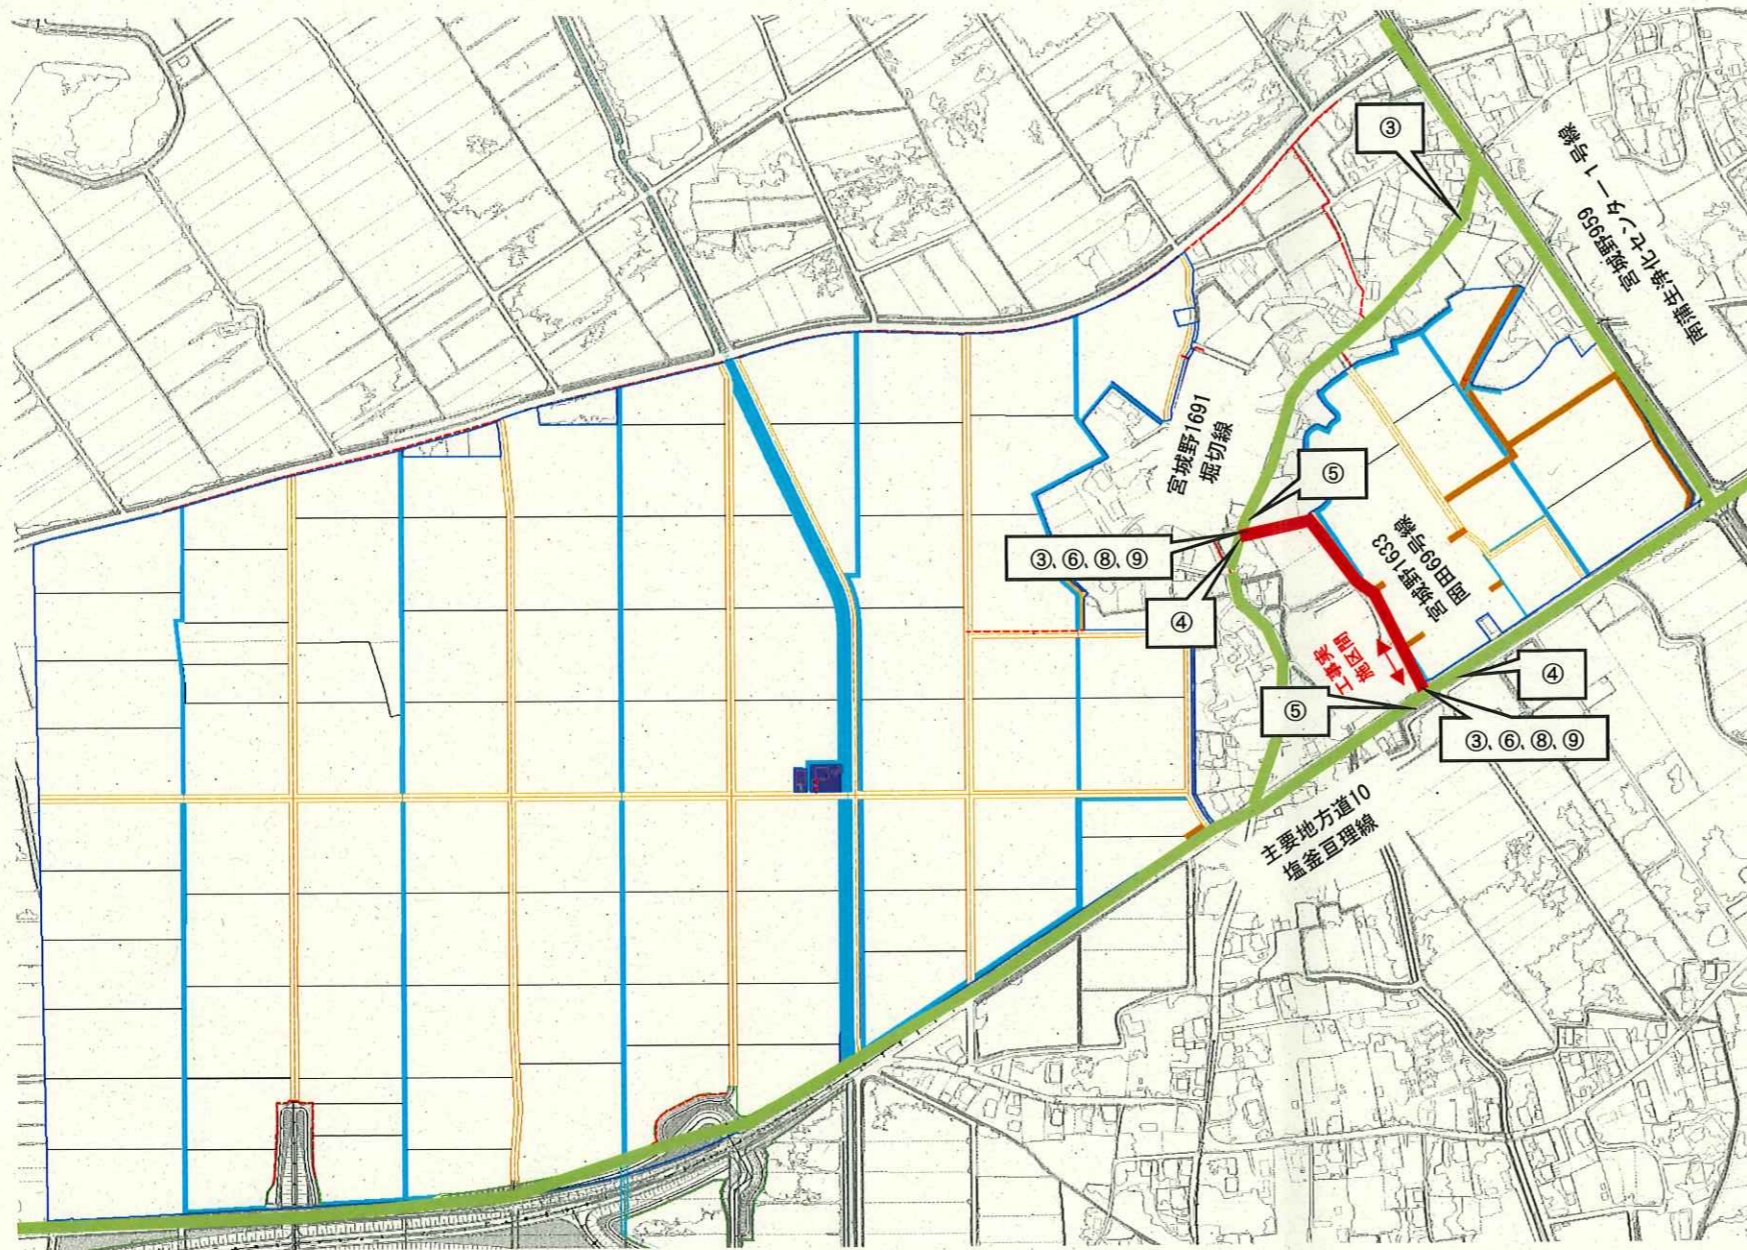 ③
宮城野959
南蒲生浄化センター1号線
宮城野1691
堀切線
⑤
③、⑥、⑧、⑨
④
宮城野1633
岡田69号線
工事実
施区間
④
⑤
③、⑥、⑧、⑨
主要地方道10
塩釜亘理線